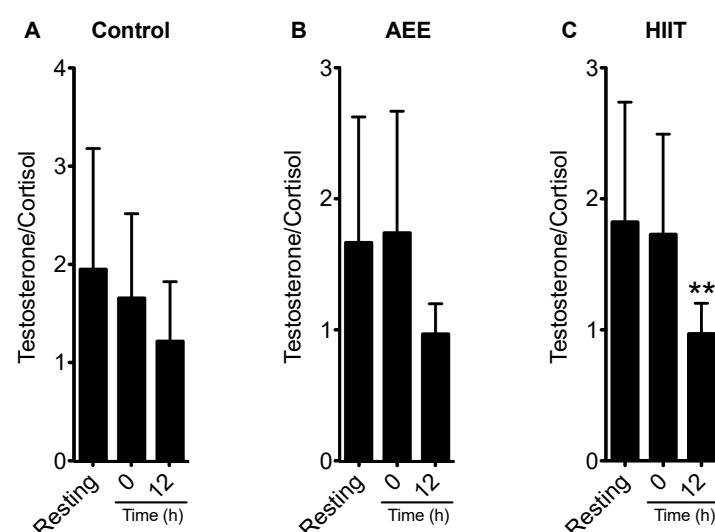 A Control
B AEE
C HIIT
Testosterone/Cortisol
4
3
2
1
0
Resting 0 12
Time (h)
Testosterone/Cortisol
3
2
1
0
Resting 0 12
Time (h)
Testosterone/Cortisol
3
2
1
0
**
Resting 0 12
Time (h)